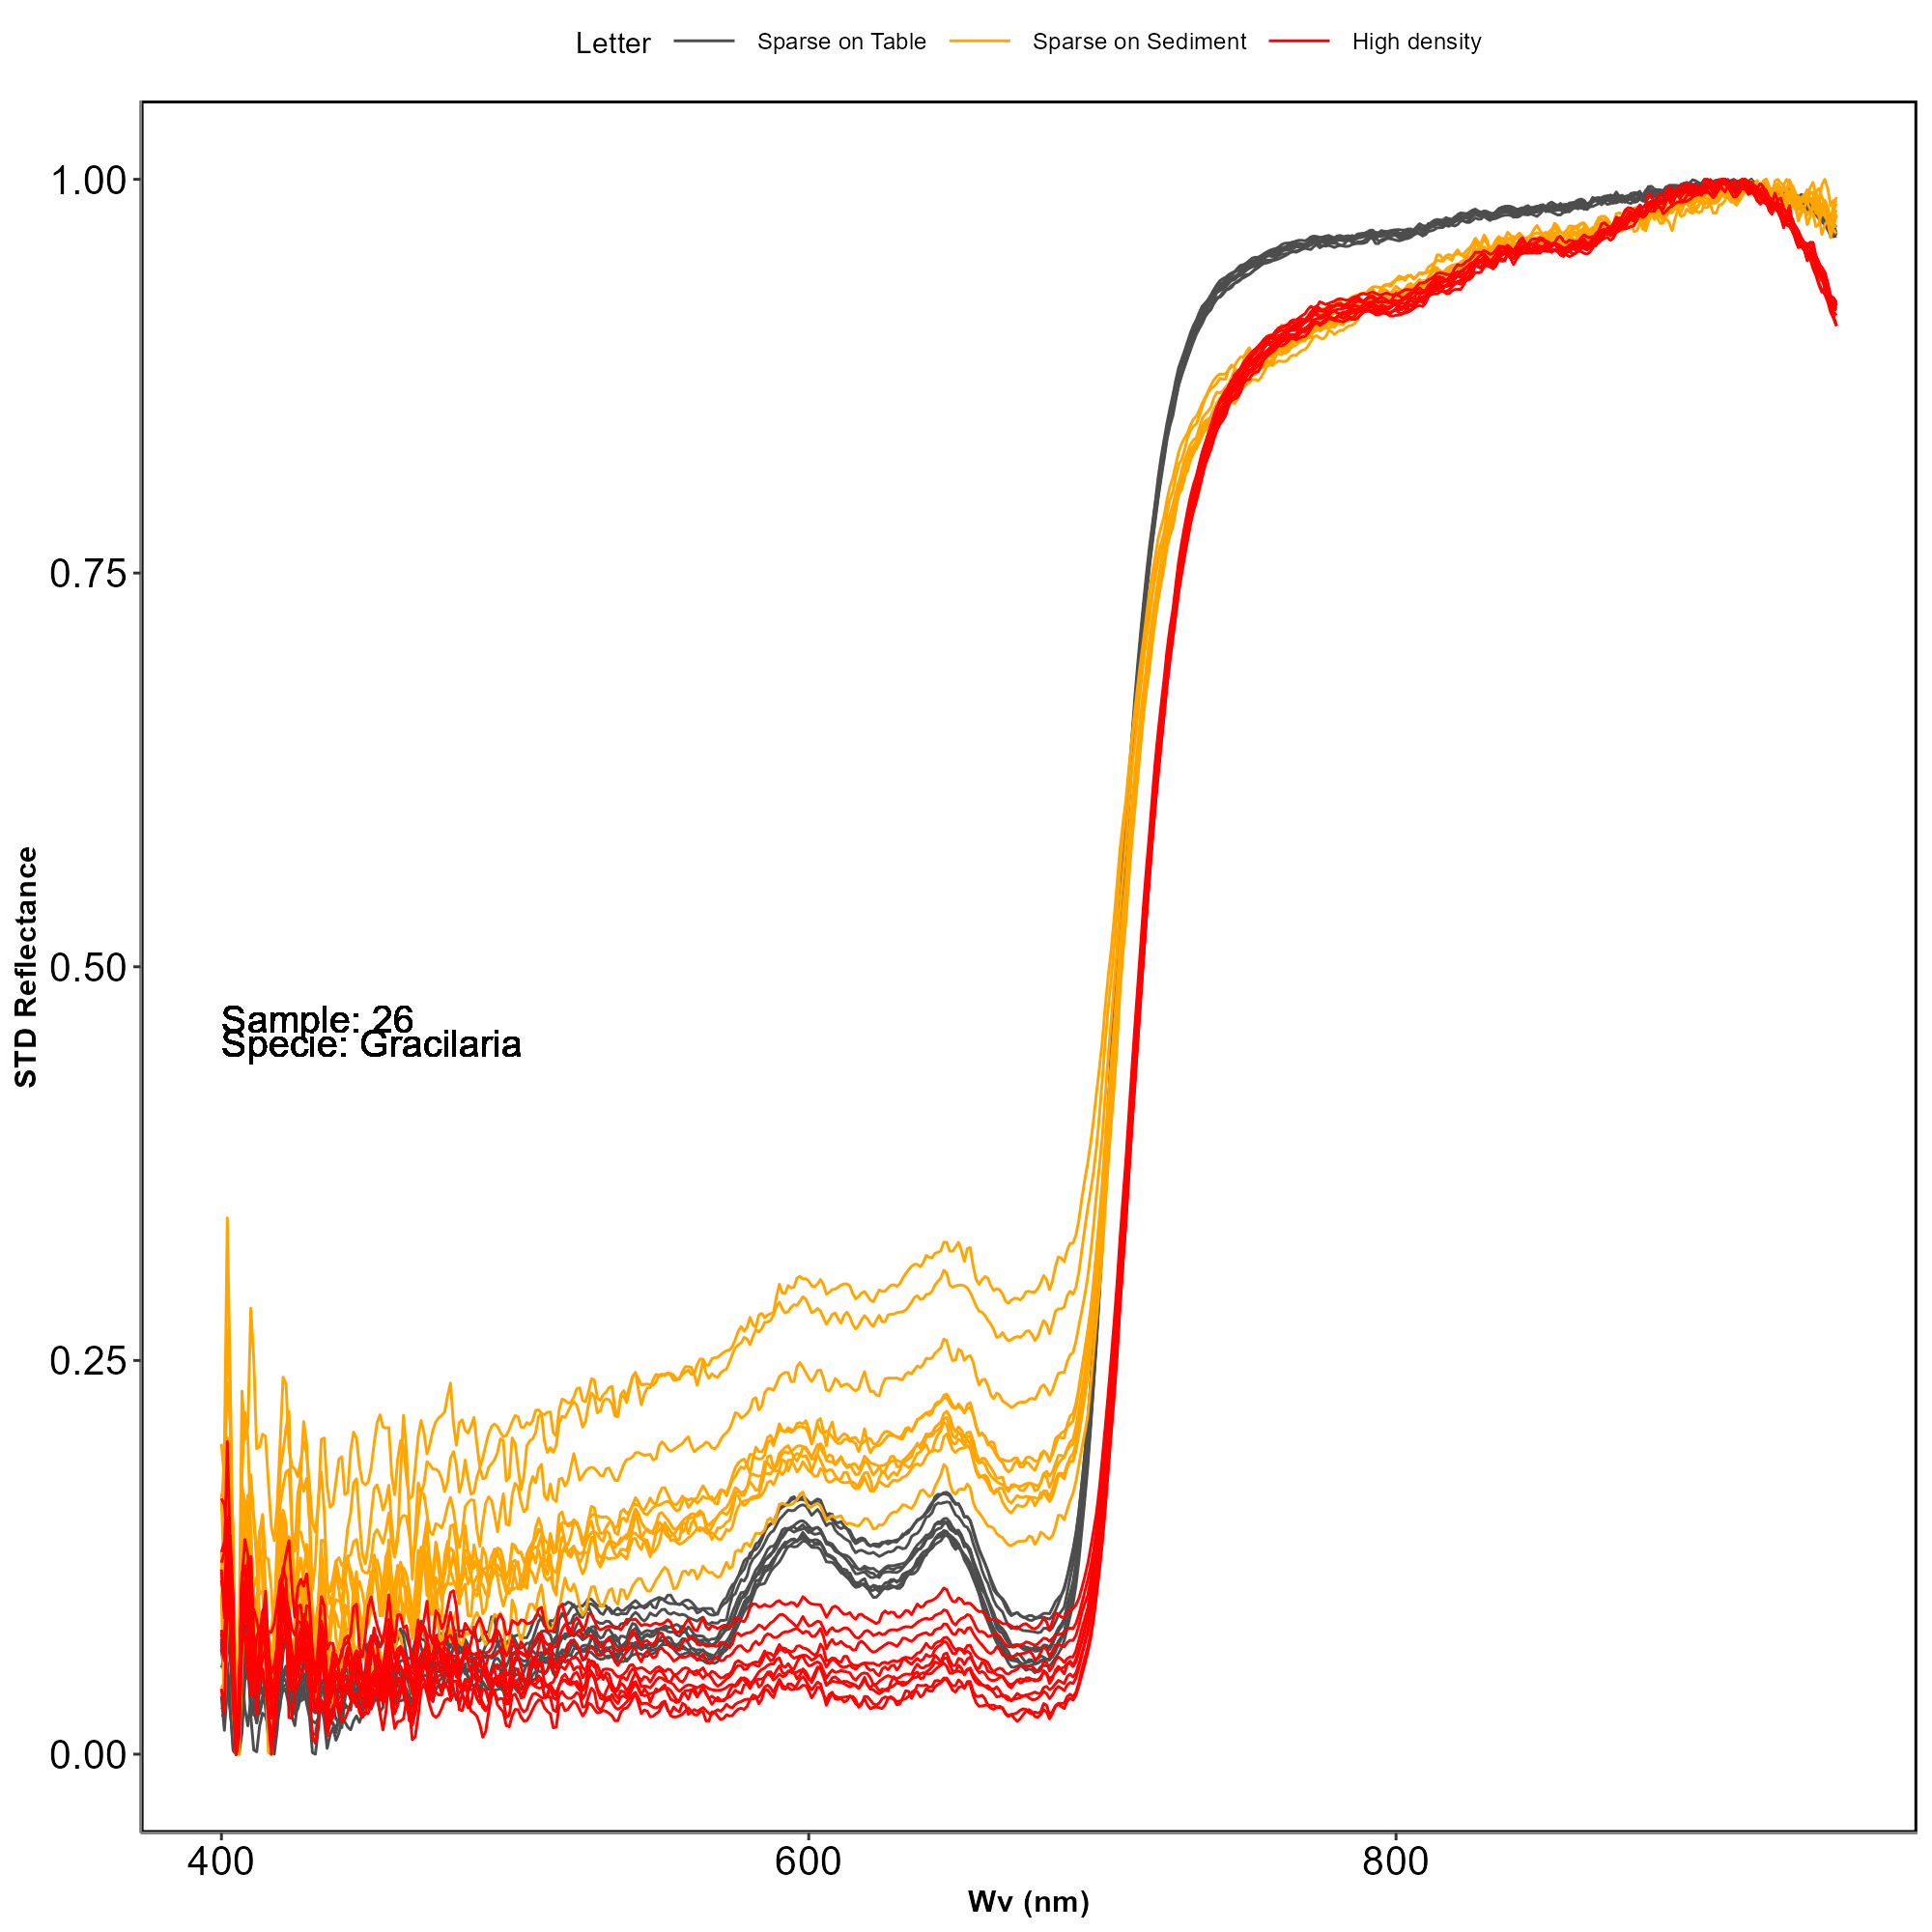 Letter Sparse on Table Sparse on Sediment High density
1.00
0.75
0.50
0.25
0.00
STD Reflectance
Sample: 26
Specie: Gracilaria
400 600 800
Wv (nm)